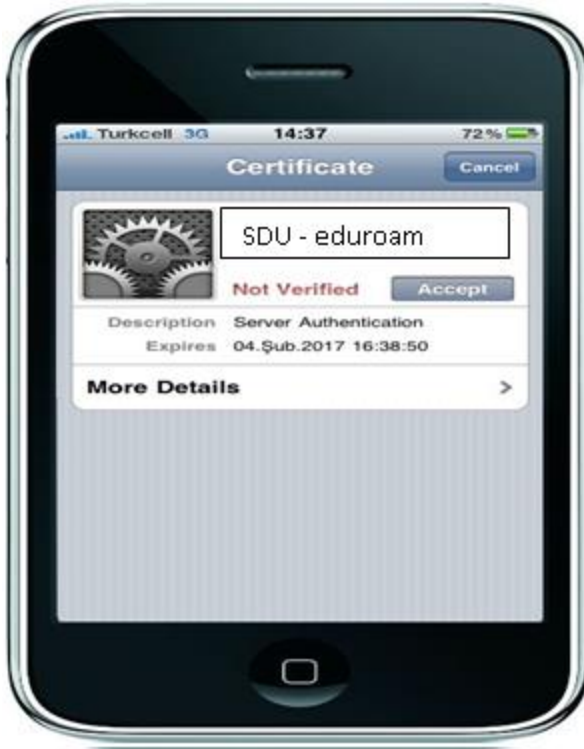 Turkcell 3G 14:37 72%
Certificate Cancel
SDU - eduroam
Not Verified Accept
Description Server Authentication
Expires 04.Şub.2017 16:38:50
More Details